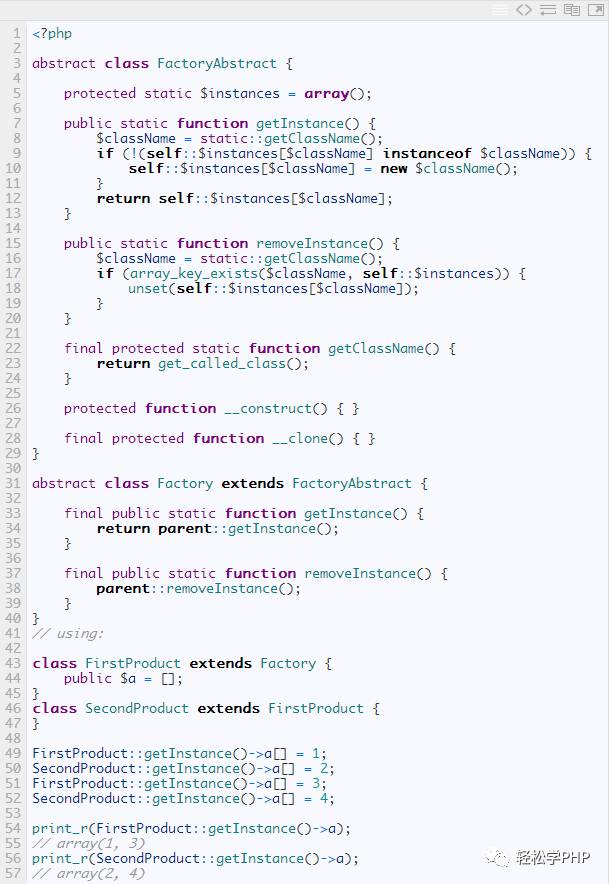 1 <?php
2
3 abstract class FactoryAbstract {
4
5     protected static $instances = array();
6
7     public static function getInstance() {
8         $className = static::getClassName();
9         if (!(self::$instances[$className] instanceof $className)) {
10             self::$instances[$className] = new $className();
11         }
12         return self::$instances[$className];
13     }
14
15     public static function removeInstance() {
16         $className = static::getClassName();
17         if (array_key_exists($className, self::$instances)) {
18             unset(self::$instances[$className]);
19         }
20     }
21
22     final protected static function getClassName() {
23         return get_called_class();
24     }
25
26     protected function __construct() { }
27
28     final protected function __clone() { }
29 }
30
31 abstract class Factory extends FactoryAbstract {
32
33     final public static function getInstance() {
34         return parent::getInstance();
35     }
36
37     final public static function removeInstance() {
38         parent::removeInstance();
39     }
40 }
41 // using:
42
43 class FirstProduct extends Factory {
44     public $a = [];
45 }
46 class SecondProduct extends FirstProduct {
47 }
48
49 FirstProduct::getInstance()->a[] = 1;
50 SecondProduct::getInstance()->a[] = 2;
51 FirstProduct::getInstance()->a[] = 3;
52 SecondProduct::getInstance()->a[] = 4;
53
54 print_r(FirstProduct::getInstance()->a);
55 // array(1, 3)
56 print_r(SecondProduct::getInstance()->a);
57 // array(2, 4)
轻松学PHP